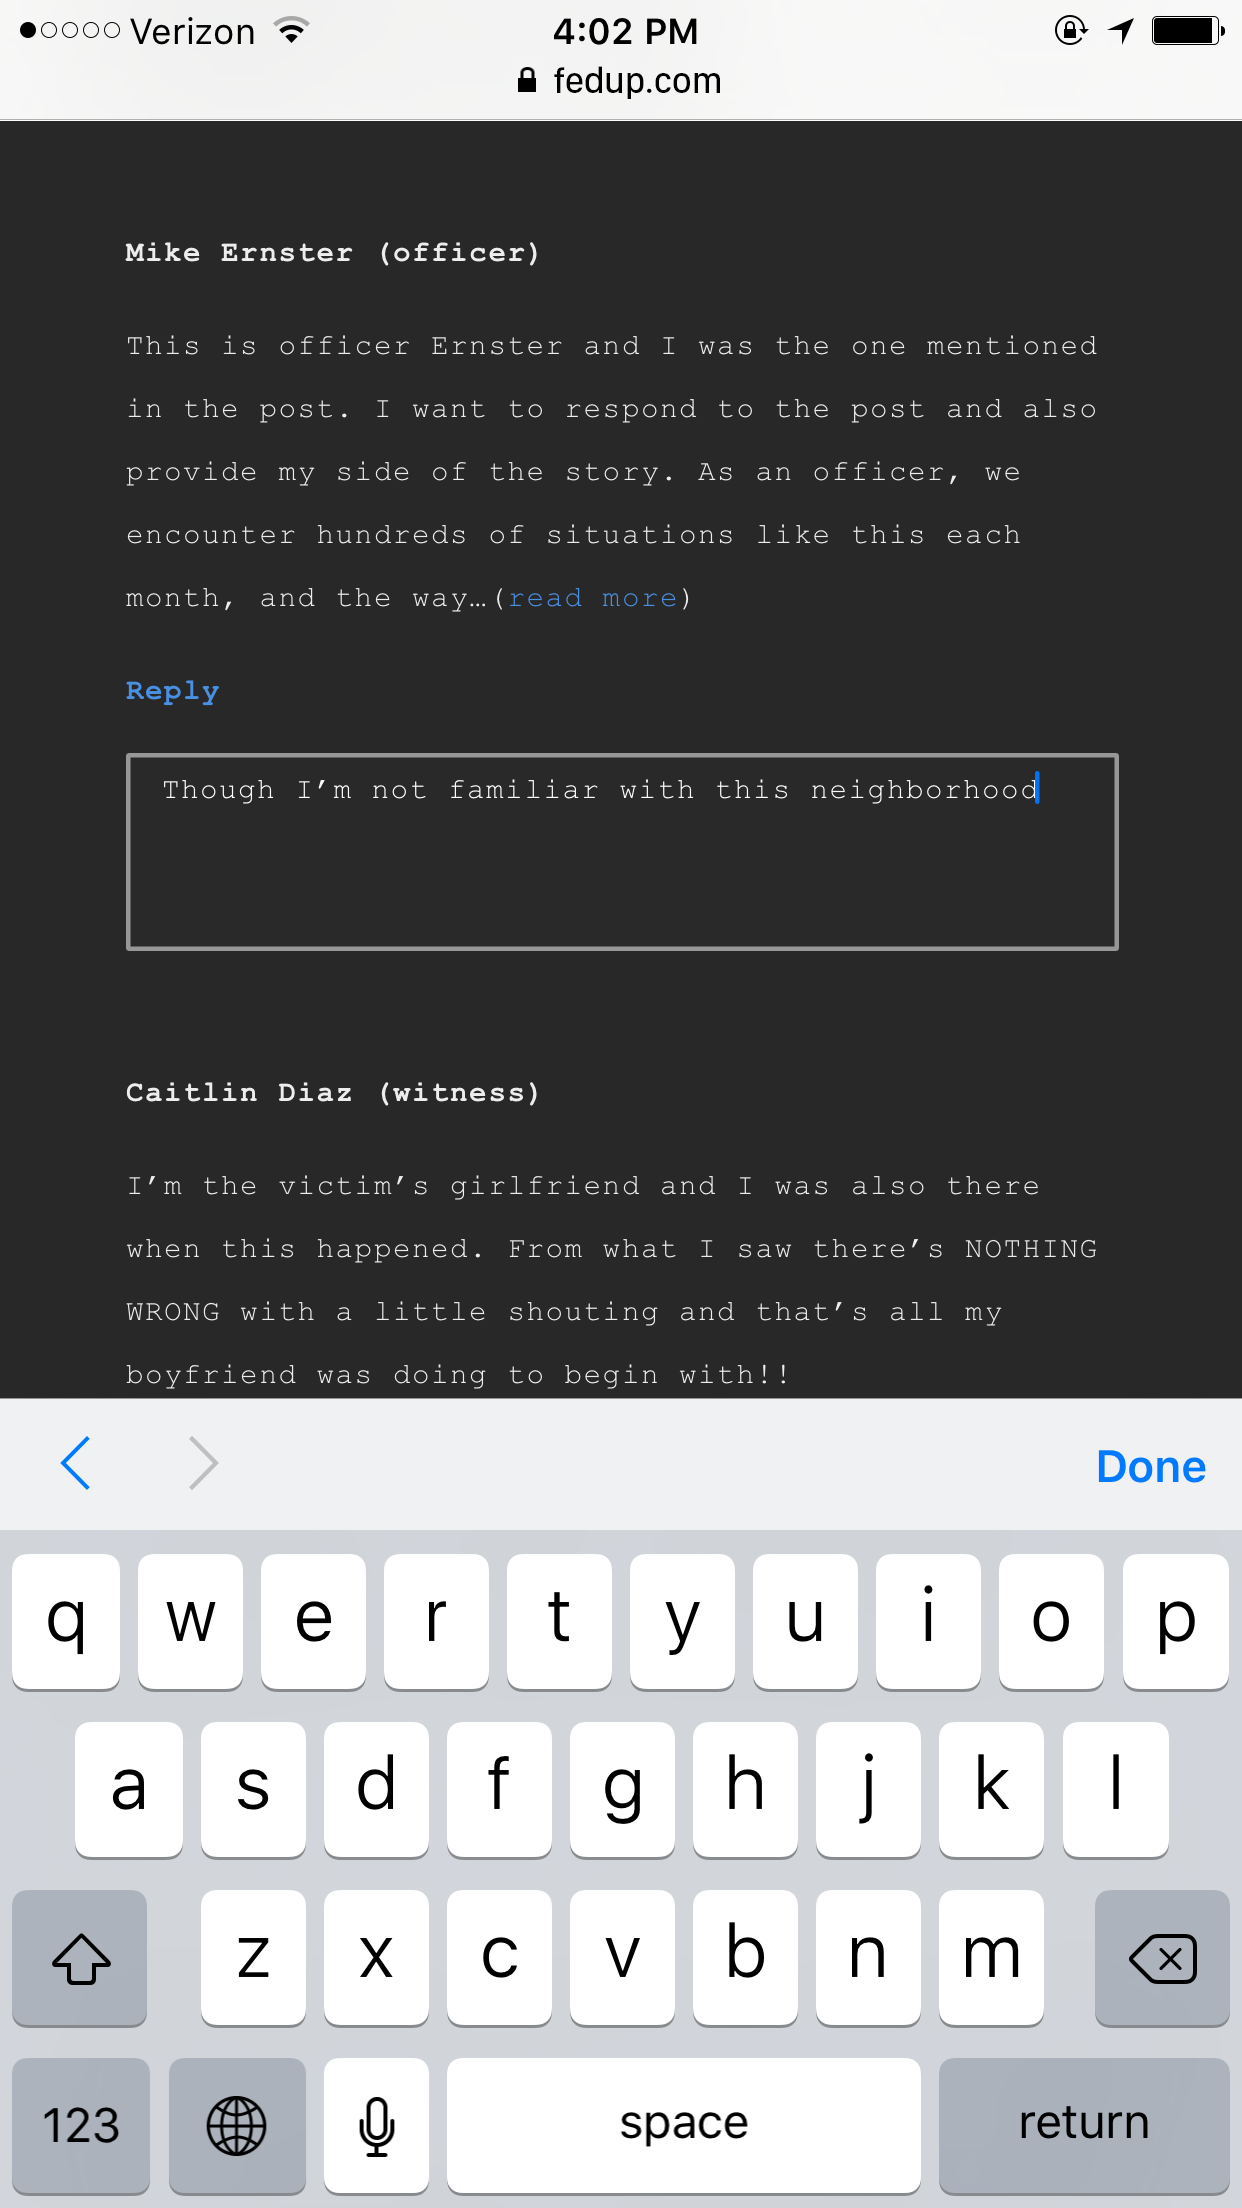 Verizon 4:02 PM
fedup.com
Mike Ernster (officer)
This is officer Ernster and I was the one mentioned
in the post. I want to respond to the post and also
provide my side of the story. As an officer, we
encounter hundreds of situations like this each
month, and the way…(read more)
Reply
Though I’m not familiar with this neighborhood
Caitlin Diaz (witness)
I’m the victim’s girlfriend and I was also there
when this happened. From what I saw there’s NOTHING
WRONG with a little shouting and that’s all my
boyfriend was doing to begin with!!
Done
q w e r t y u i o p
a s d f g h j k l
z x c v b n m
123 space return